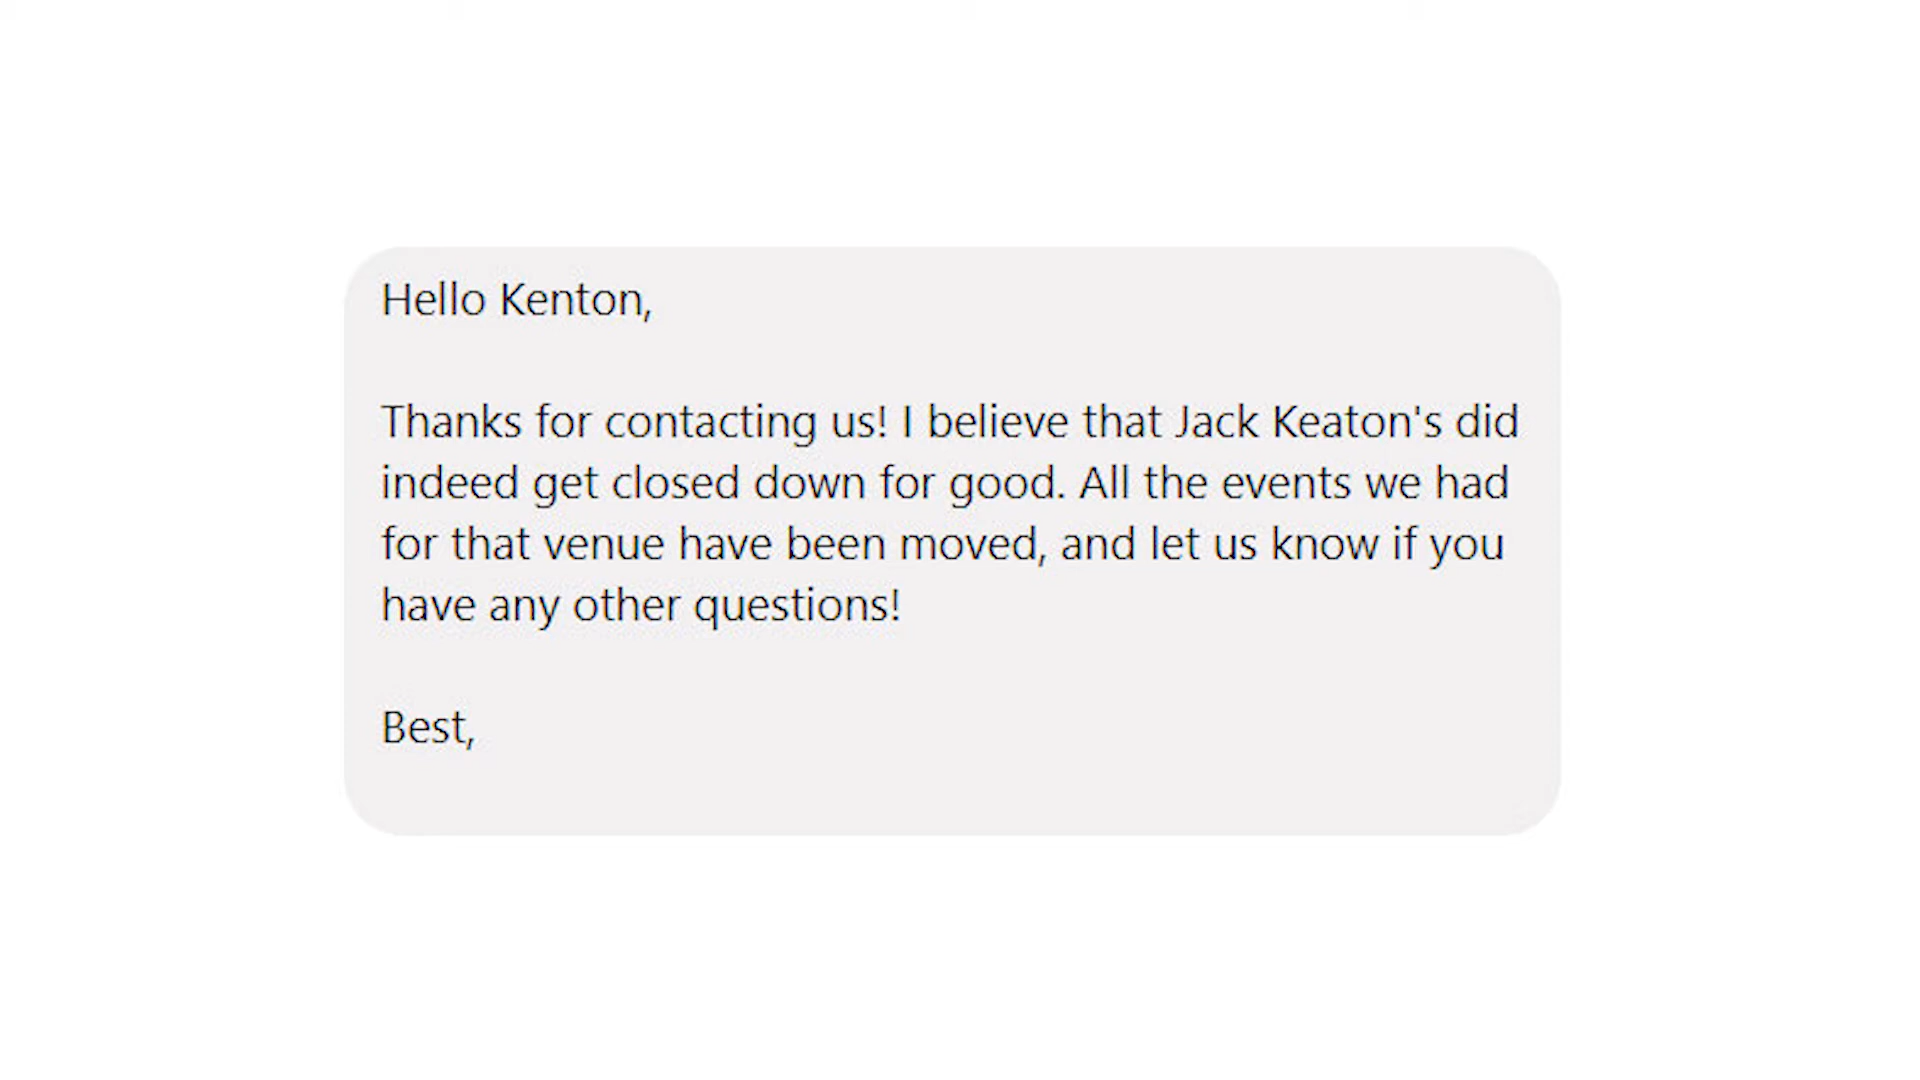 Hello Kenton,
Thanks for contacting us! I believe that Jack Keaton's did
indeed get closed down for good. All the events we had
for that venue have been moved, and let us know if you
have any other questions!
Best,